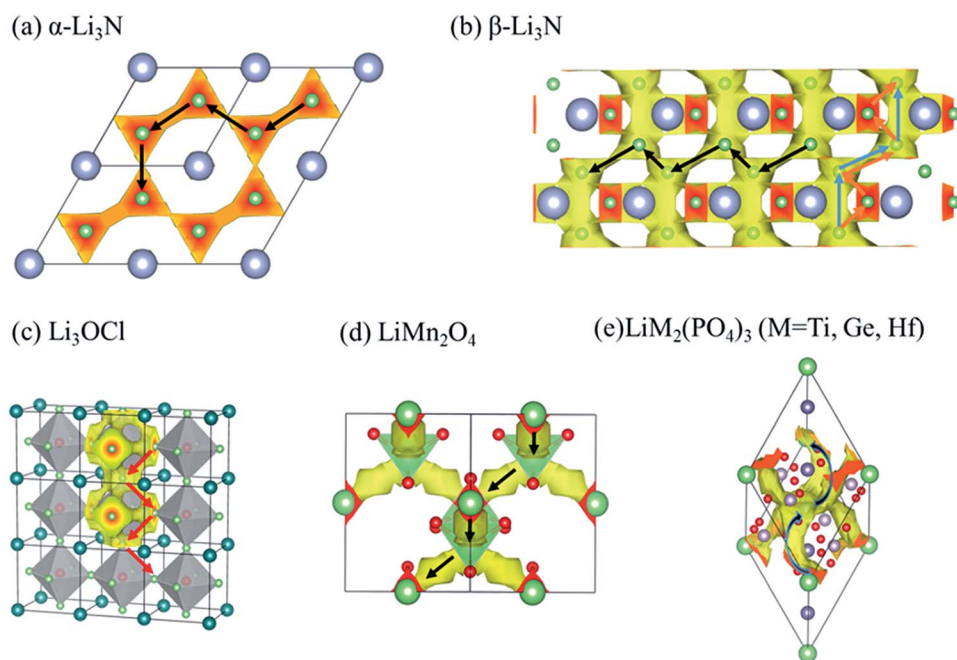 (a) α-Li₃N
(b) β-Li₃N
(c) Li₃OCl
(d) LiMn₂O₄
(e)LiM₂(PO₄)₃ (M=Ti, Ge, Hf)